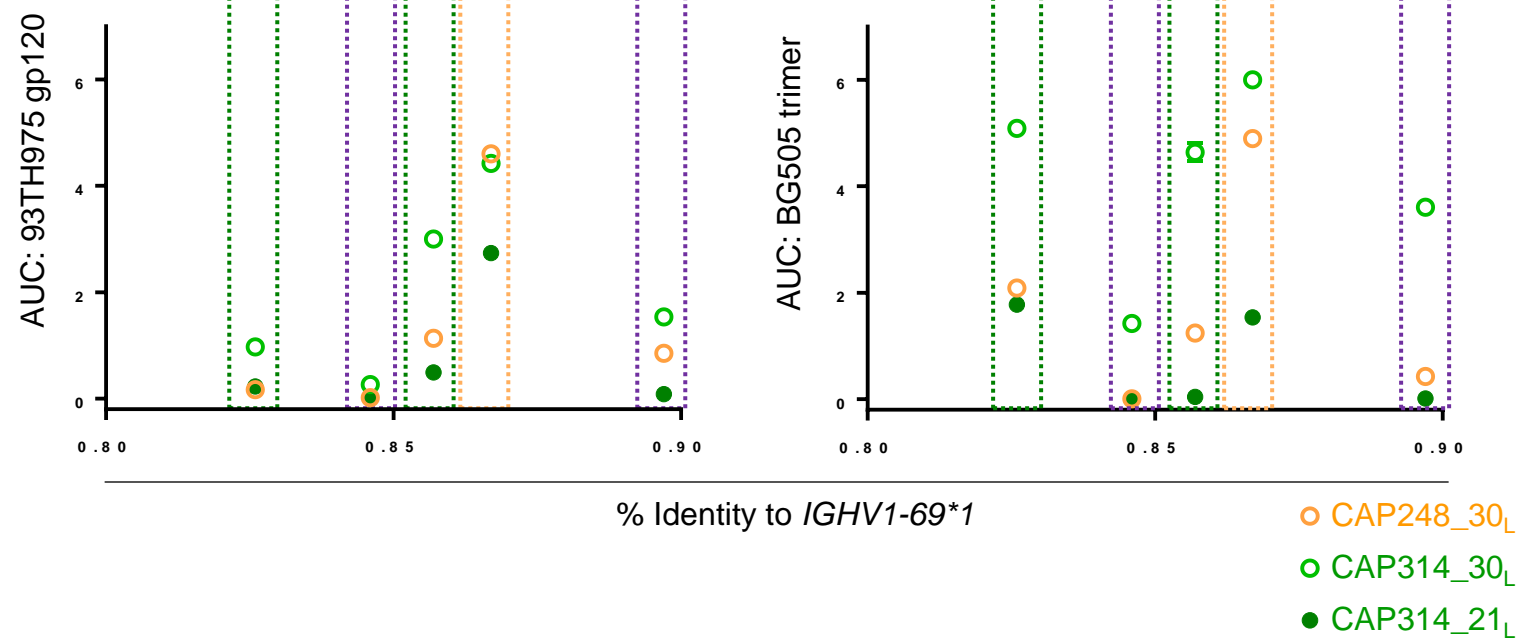 AUC: 93TH975 gp120
6
4
2
0
0.80 0.85 0.90
AUC: BG505 trimer
6
4
2
0
0.80 0.85 0.90
% Identity to IGHV1-69*1
CAP248_30L
CAP314_30L
CAP314_21L